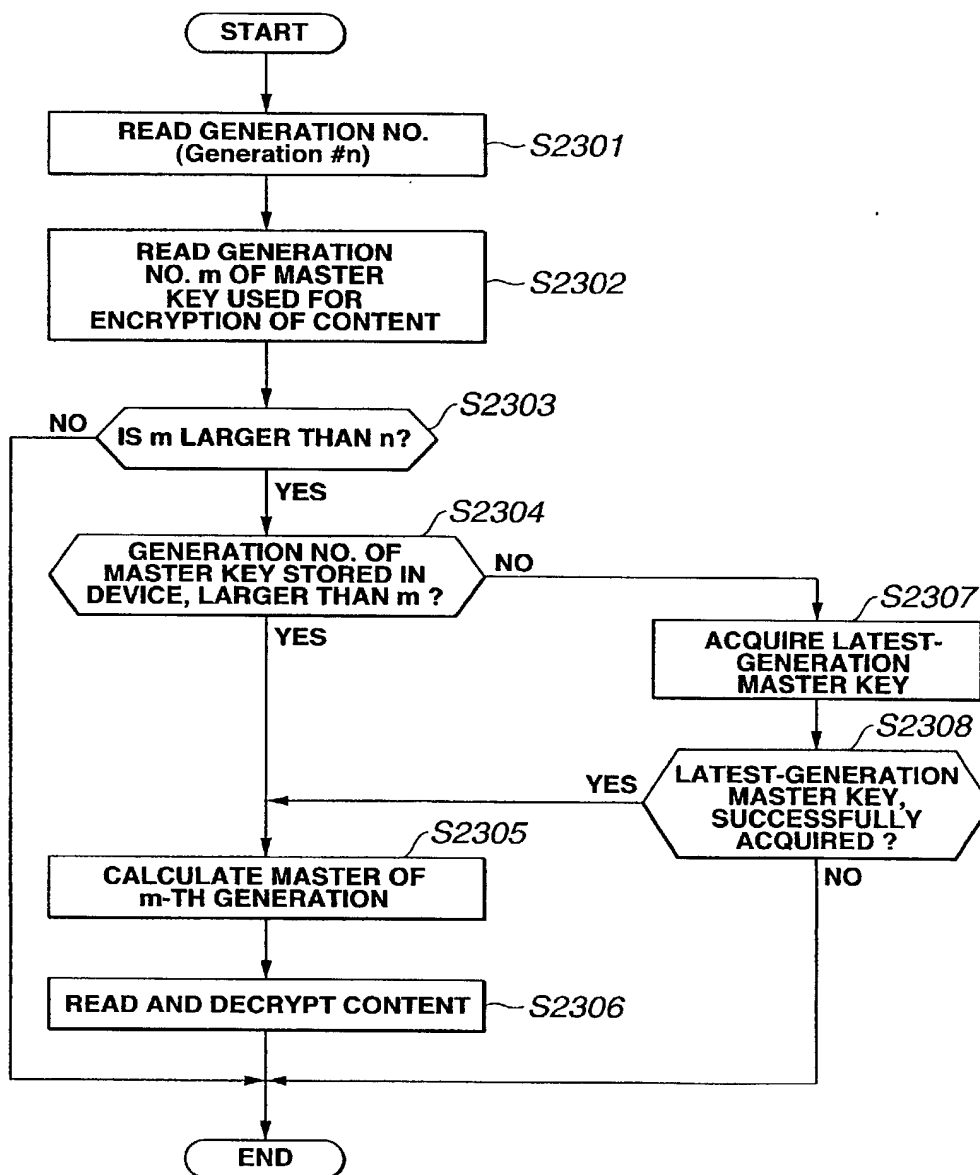 START
READ GENERATION NO.
(Generation #n)
S2301
READ GENERATION
NO. m OF MASTER
KEY USED FOR
ENCRYPTION OF CONTENT
S2302
S2303
NO
IS m LARGER THAN n?
YES
S2304
GENERATION NO. OF
MASTER KEY STORED IN
DEVICE, LARGER THAN m ?
NO
YES
S2307
ACQUIRE LATEST-
GENERATION
MASTER KEY
S2308
LATEST-GENERATION
MASTER KEY,
SUCCESSFULLY
ACQUIRED ?
YES
NO
S2305
CALCULATE MASTER OF
m-TH GENERATION
READ AND DECRYPT CONTENT
S2306
END